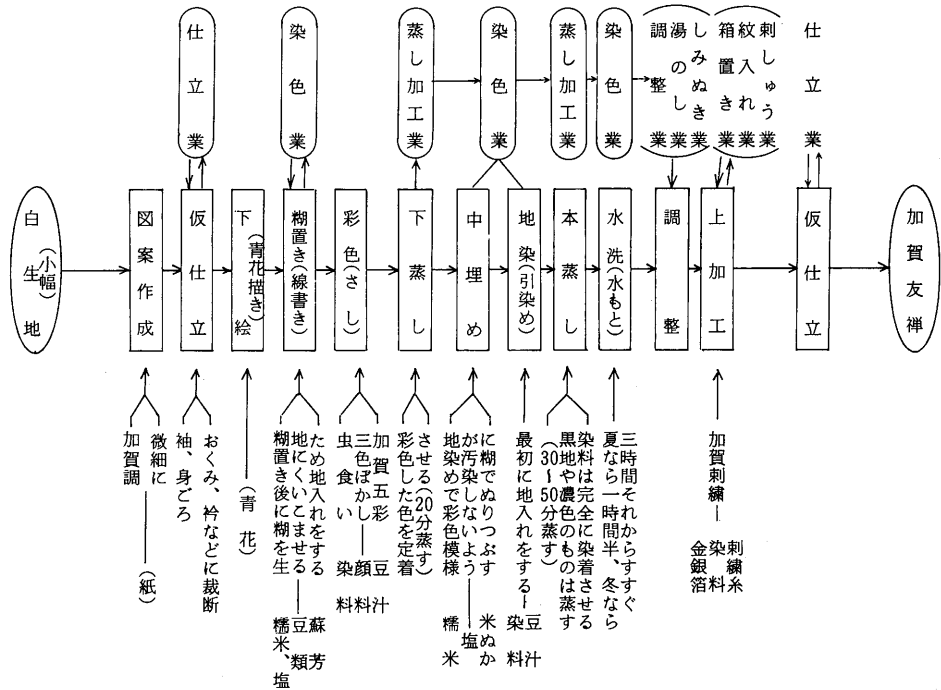 仕立業
染色業
蒸し加工業
染色業
蒸し加工業
染色業
しみぬき業
湯のし業
調整業
刺しゅう業
紋入れ業
箱置き業
仕立業
白生地
(小幅)
図案作成
仮仕立
下絵
(青花描き)
糊置き(線書き)
彩色(さし)
下蒸し
中埋め
地染(引染め)
本蒸し
水洗(水もと)
調整
上加工
仮仕立
加賀友禅
微細に
加賀調
(紙)
おくみ、衿などに裁断
袖、身ごろ
(青花)
ため地入れをする
地にくいこませる
糊置き後に糊を生
蘇芳
豆類
糯米、塩
加賀五彩
三色ぼかし
虫食い
豆汁
顔料
染料
させる(20分蒸す)
彩色した色を定着
に糊でぬりつぶす
が汚染しないよう
地染めで彩色模様
米ぬか
塩
糯米
最初に地入れをする
豆汁
染料
染料は完全に染着させる
黒地や濃色のものは蒸す
(30〜50分蒸す)
三時間それからすすぐ
夏なら一時間半、冬なら
加賀刺繍
刺繍糸
染料
金銀箔